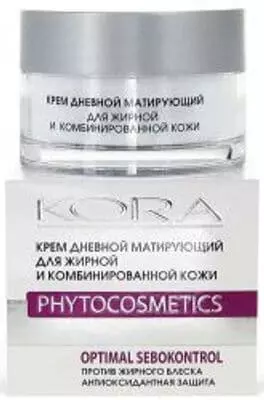 КРЕМ ДНЕВНОЙ МАТИРУЮЩИЙ
ДЛЯ ЖИРНОЙ
И КОМБИНИРОВАННОЙ КОЖИ
KORA
КРЕМ ДНЕВНОЙ МАТИРУЮЩИЙ
ДЛЯ ЖИРНОЙ
И КОМБИНИРОВАННОЙ КОЖИ
PHYTOCOSMETICS
OPTIMAL SEBOKONTROL
ПРОТИВ ЖИРНОГО БЛЕСКА
АНТИОКСИДАНТНАЯ ЗАЩИТА